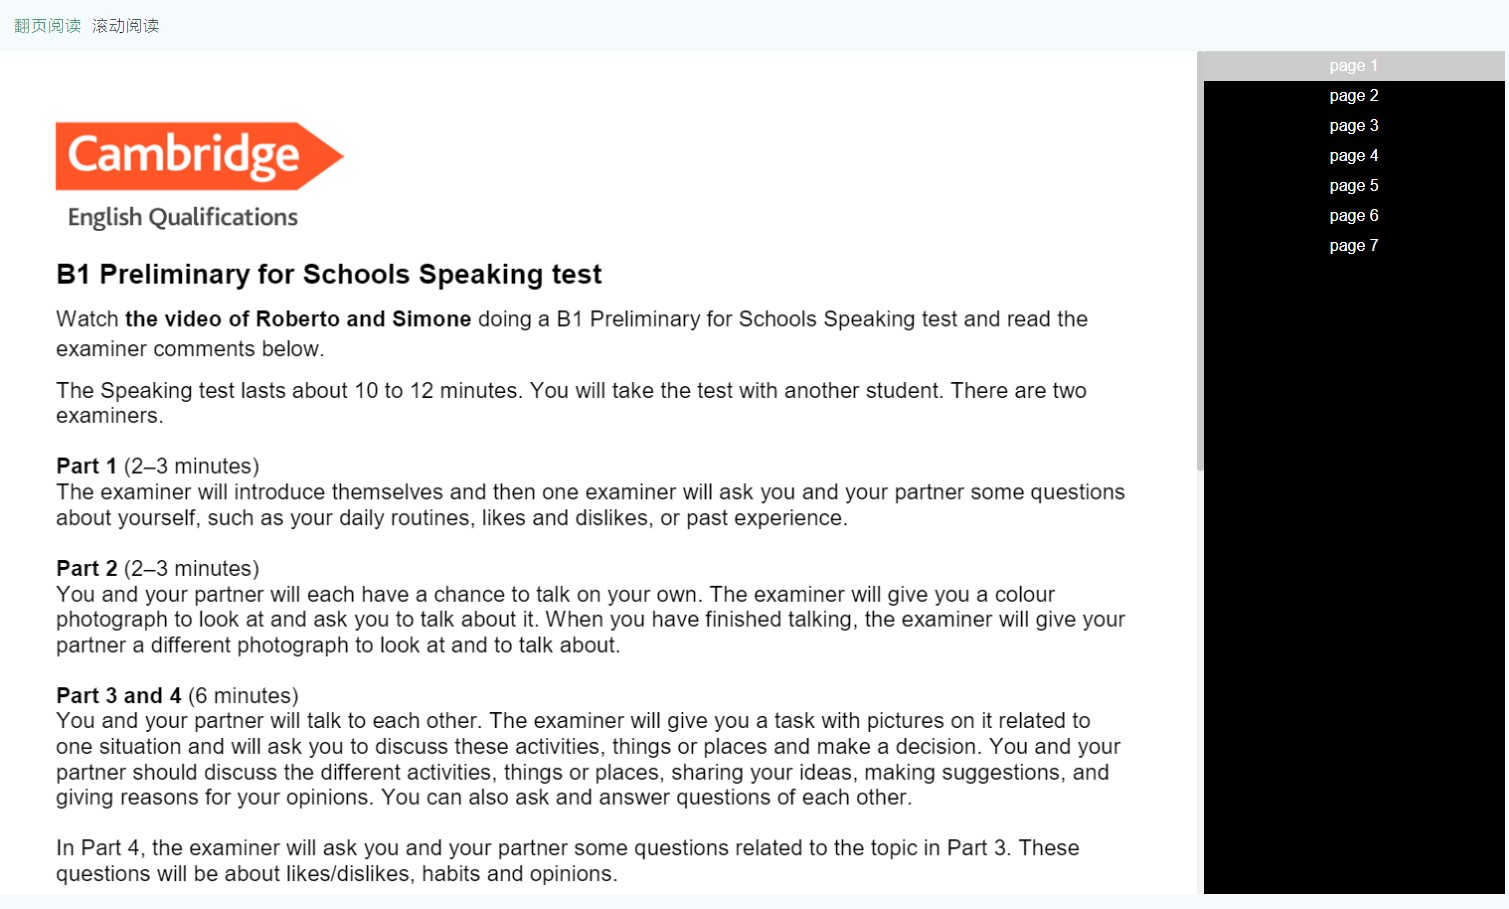 翻页阅读 滚动阅读
Cambridge
English Qualifications
B1 Preliminary for Schools Speaking test
Watch the video of Roberto and Simone doing a B1 Preliminary for Schools Speaking test and read the
examiner comments below.
The Speaking test lasts about 10 to 12 minutes. You will take the test with another student. There are two
examiners.
Part 1 (2–3 minutes)
The examiner will introduce themselves and then one examiner will ask you and your partner some questions
about yourself, such as your daily routines, likes and dislikes, or past experience.
Part 2 (2–3 minutes)
You and your partner will each have a chance to talk on your own. The examiner will give you a colour
photograph to look at and ask you to talk about it. When you have finished talking, the examiner will give your
partner a different photograph to look at and to talk about.
Part 3 and 4 (6 minutes)
You and your partner will talk to each other. The examiner will give you a task with pictures on it related to
one situation and will ask you to discuss these activities, things or places and make a decision. You and your
partner should discuss the different activities, things or places, sharing your ideas, making suggestions, and
giving reasons for your opinions. You can also ask and answer questions of each other.
In Part 4, the examiner will ask you and your partner some questions related to the topic in Part 3. These
questions will be about likes/dislikes, habits and opinions.
page 1
page 2
page 3
page 4
page 5
page 6
page 7